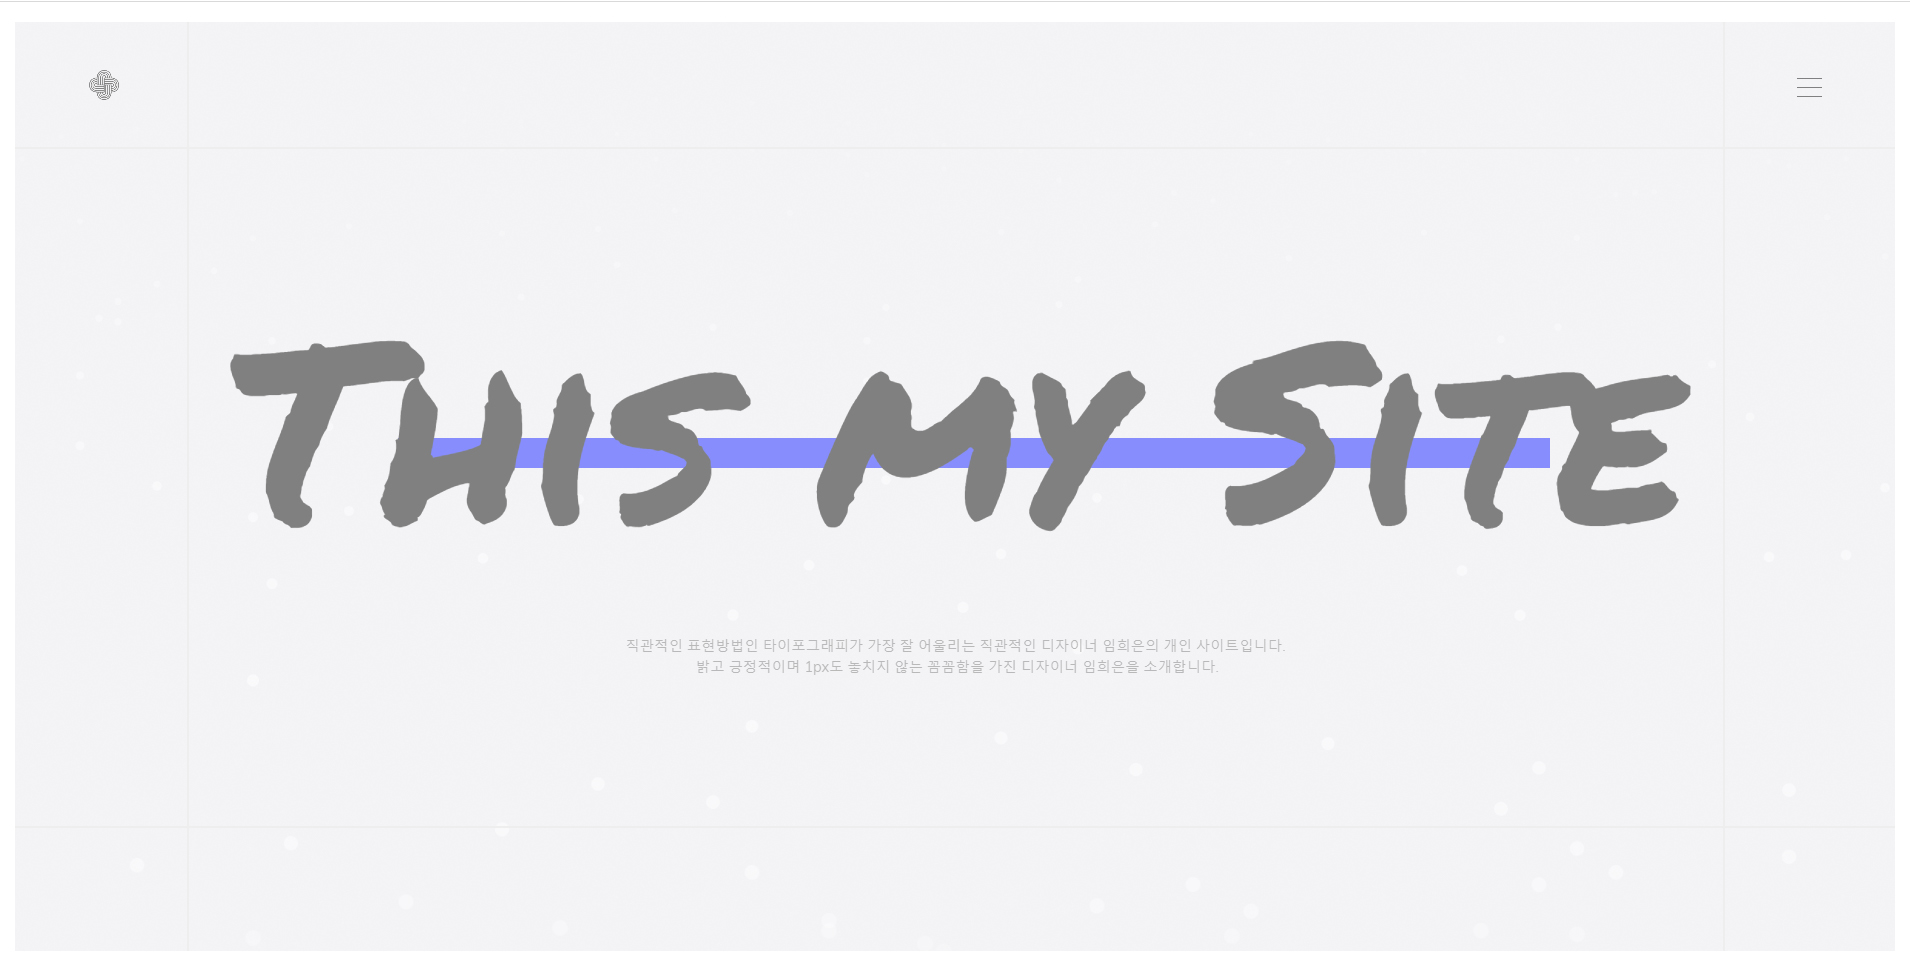 This my Site
직관적인 표현방법인 타이포그래피가 가장 잘 어울리는 직관적인 디자이너 임희은의 개인 사이트입니다.
밝고 긍정적이며 1px도 놓치지 않는 꼼꼼함을 가진 디자이너 임희은을 소개합니다.